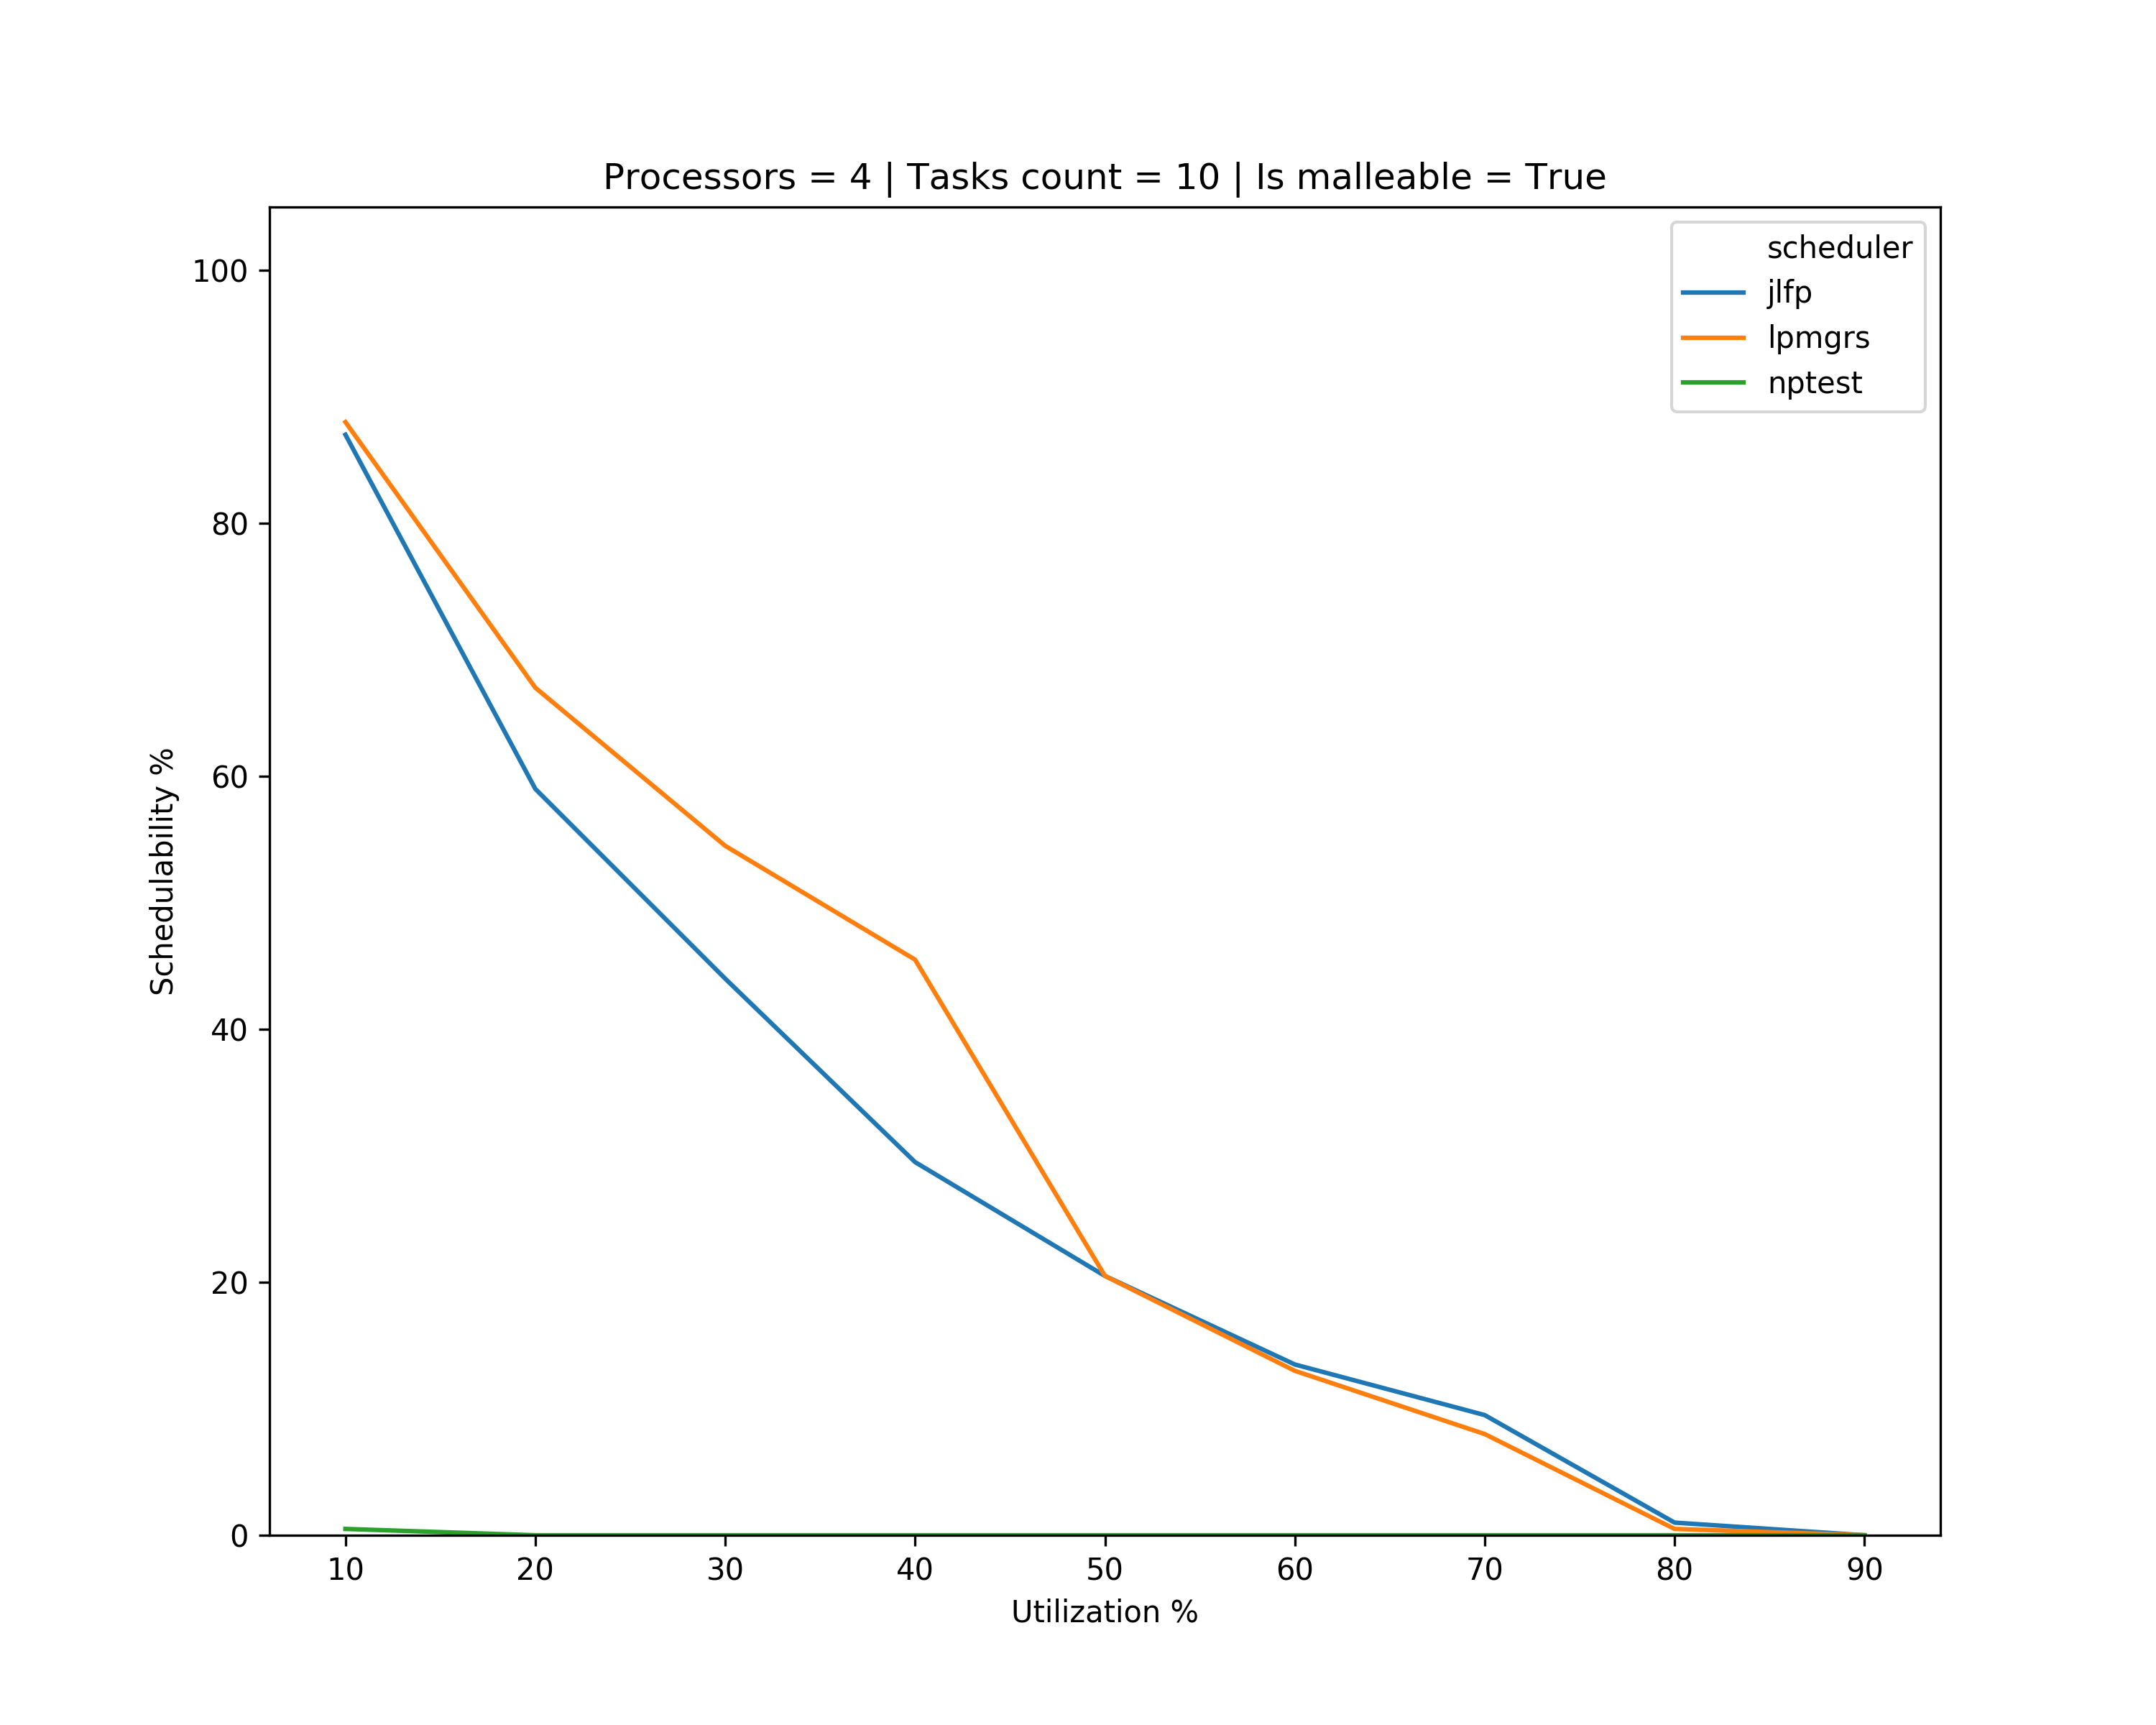 Processors = 4 | Tasks count = 10 | Is malleable = True
scheduler
jlfp
lpmgrs
nptest
Schedulability %
100
80
60
40
20
0
10 20 30 40 50 60 70 80 90
Utilization %